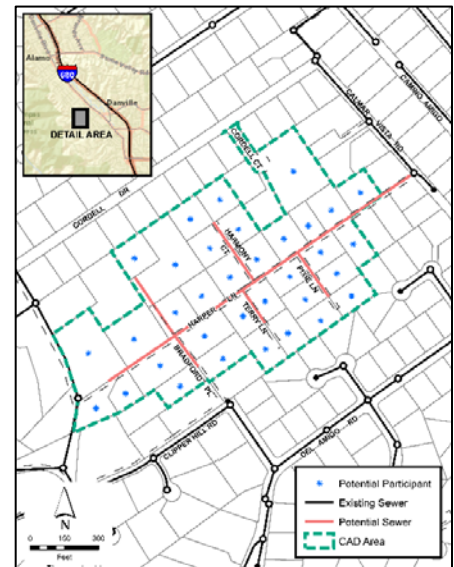 Alamo
680
Danville
DETAIL AREA
CAMINO AMIGO
CALMAR VISTA RD
CORDELL CT
CORDELL DR
HARMONY CT
PIXIE LN
HARPER LN
TERRY LN
BRADFORD PL
CLIPPER HILL RD
DEL AMIGO RD
N
0 150 300
Feet
Potential Participant
Existing Sewer
Potential Sewer
CAD Area